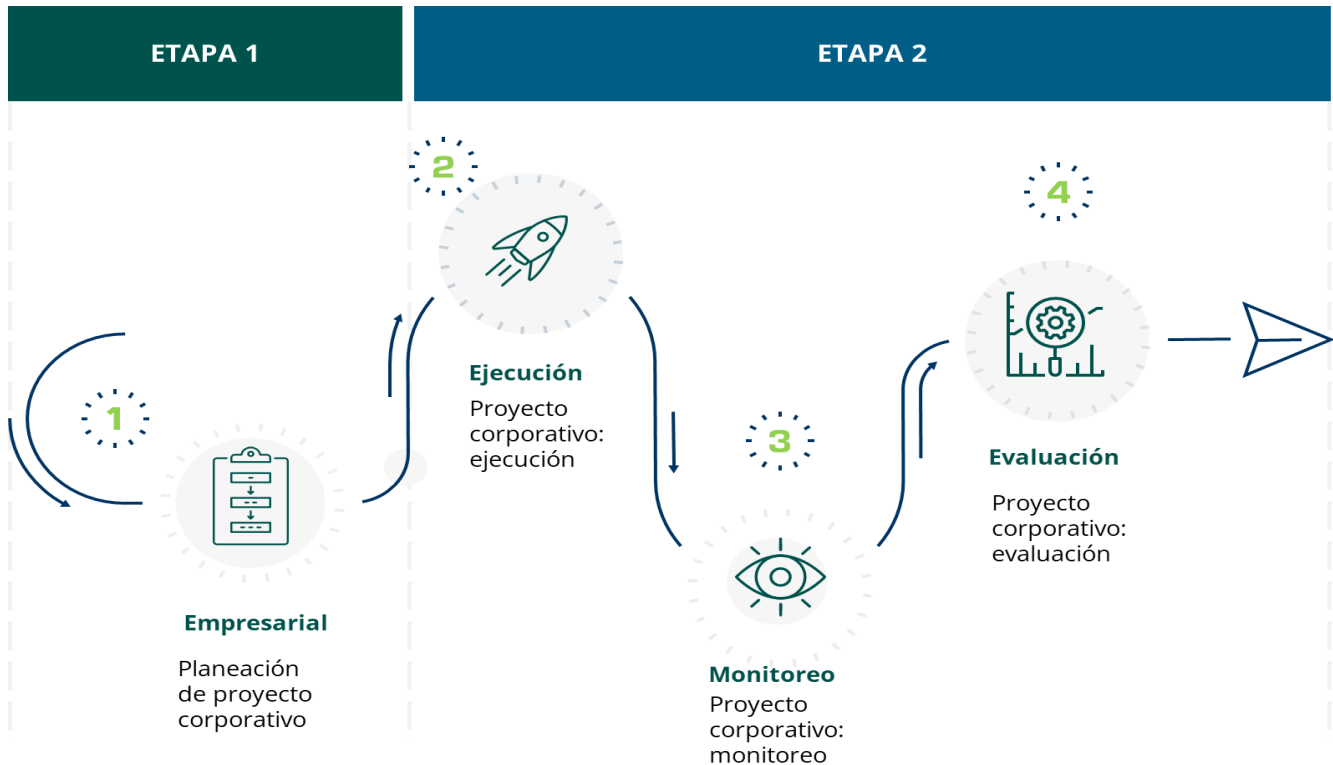 ETAPA 1
ETAPA 2
1
Empresarial
Planeación
de proyecto
corporativo
2
Ejecución
Proyecto
corporativo:
ejecución
3
Monitoreo
Proyecto
corporativo:
monitoreo
4
Evaluación
Proyecto
corporativo:
evaluación